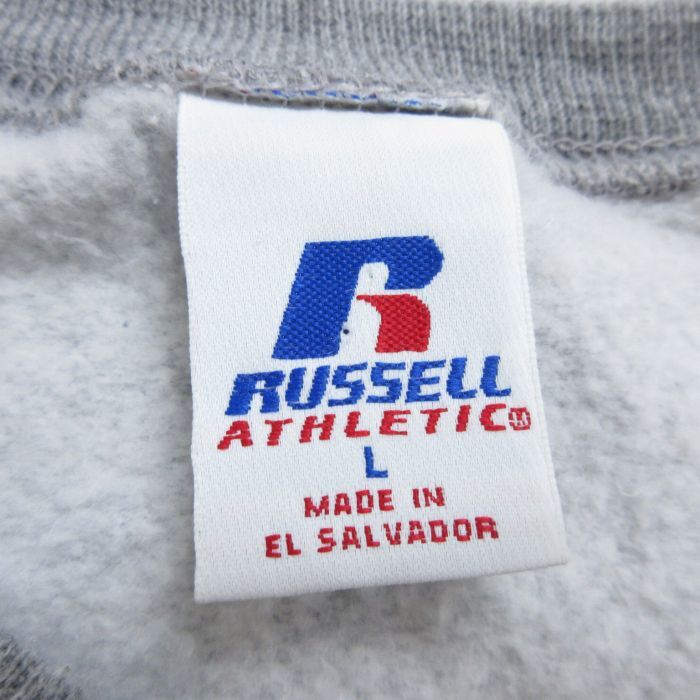 RUSSELL
ATHLETIC
L
MADE IN
EL SALVADOR